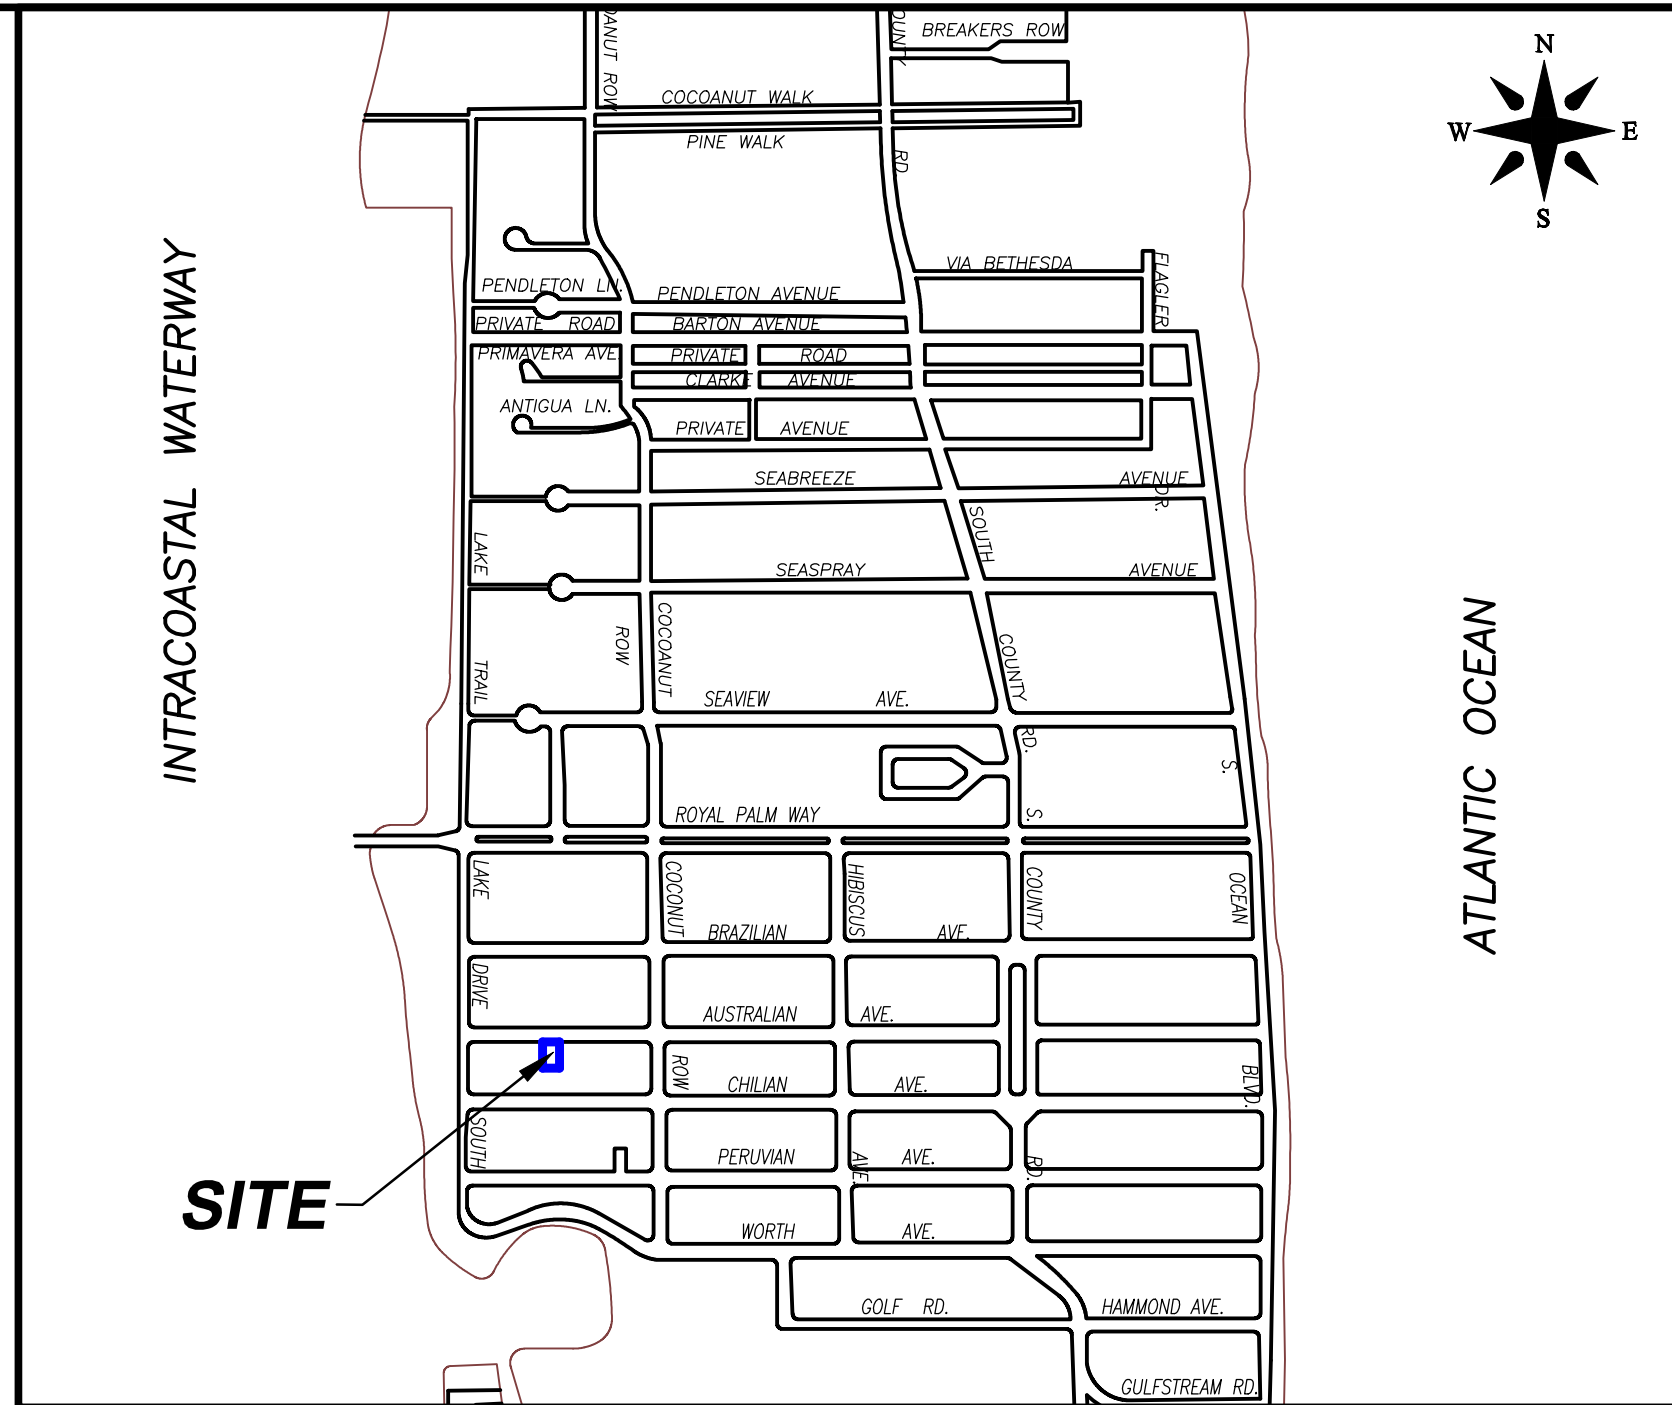 BREAKERS ROW
N
COCOANUT WALK
W
E
PINE WALK
RD.
S
VIA BETHESDA
FLAGLER
PENDLETON LN.
PENDLETON AVENUE
PRIVATE ROAD
BARTON AVENUE
PRIMAVERA AVE.
PRIVATE ROAD
CLARKE AVENUE
ANTIGUA LN.
PRIVATE AVENUE
SEABREEZE AVENUE
DR.
INTRACOASTAL WATERWAY
LAKE
SOUTH
SEASPRAY AVENUE
ATLANTIC OCEAN
ROW
COCOANUT
COUNTY
TRAIL
SEAVIEW AVE.
RD.
S.
ROYAL PALM WAY
S.
LAKE
COCONUT
HIBISCUS
COUNTY
OCEAN
BRAZILIAN AVE.
DRIVE
AUSTRALIAN AVE.
ROW
CHILIAN AVE.
BLVD.
SOUTH
PERUVIAN AVE.
AVE.
RD.
SITE
WORTH AVE.
GOLF RD.
HAMMOND AVE.
GULFSTREAM RD.